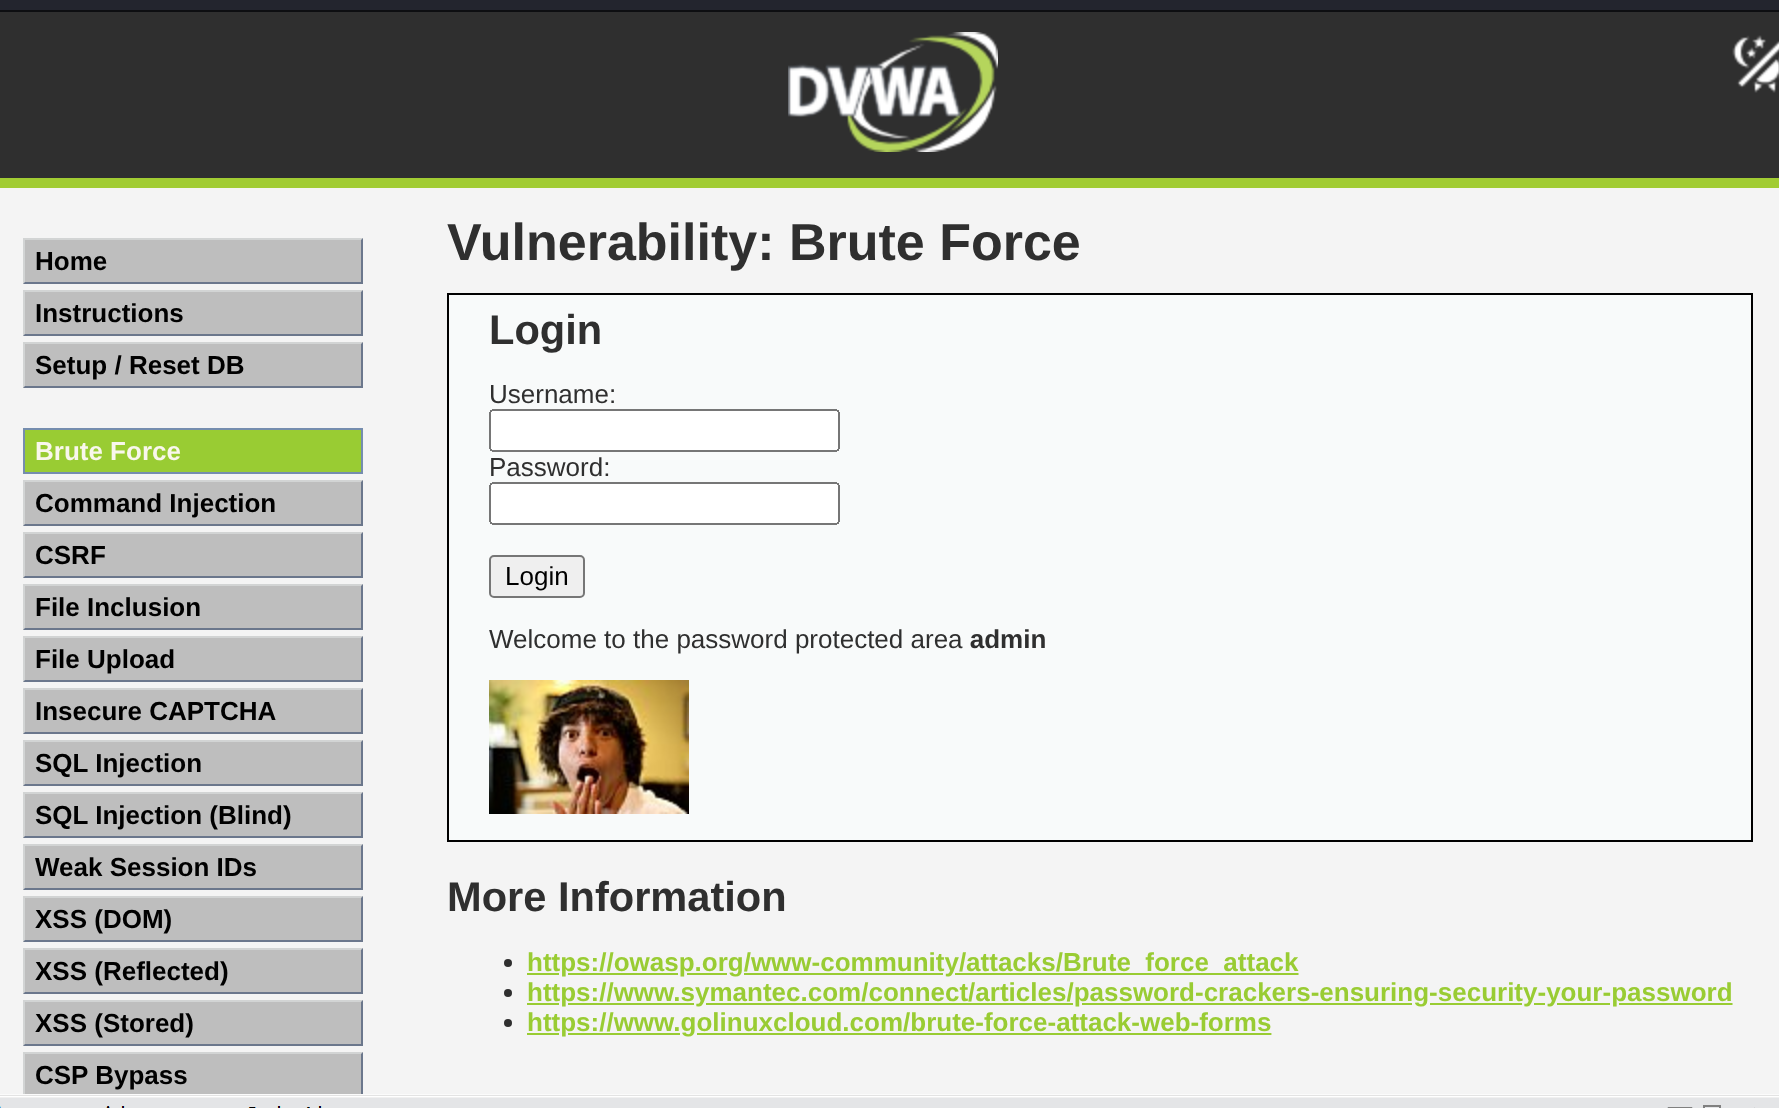 DVWA
Home
Instructions
Setup / Reset DB
Brute Force
Command Injection
CSRF
File Inclusion
File Upload
Insecure CAPTCHA
SQL Injection
SQL Injection (Blind)
Weak Session IDs
XSS (DOM)
XSS (Reflected)
XSS (Stored)
CSP Bypass
Vulnerability: Brute Force
Login
Username:
Password:
Login
Welcome to the password protected area admin
More Information
https://owasp.org/www-community/attacks/Brute_force_attack
https://www.symantec.com/connect/articles/password-crackers-ensuring-security-your-password
https://www.golinuxcloud.com/brute-force-attack-web-forms